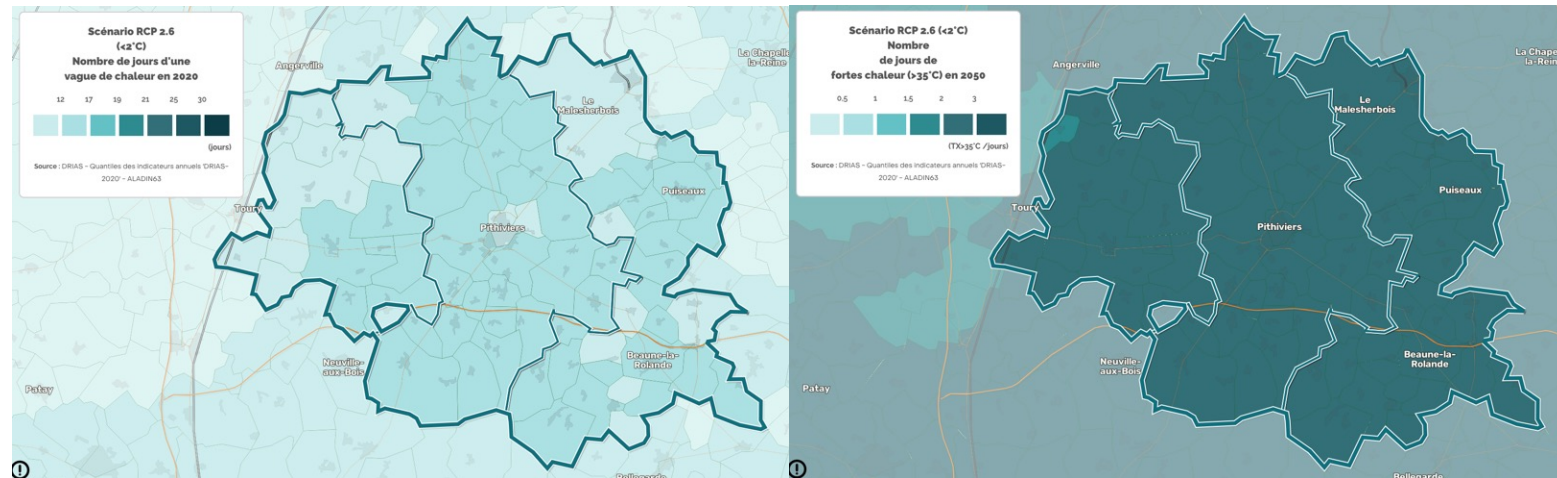 Scénario RCP 2.6
(<2°C)
Nombre de jours d'une
vague de chaleur en 2020
12 17 19 21 25 30
(jours)
Source : DRIAS - Quantiles des indicateurs annuels 'DRIAS-
2020' - ALADIN63
Angerville
La Chapelle
la-Reine
Le
Malesherbois
Puiseaux
Toury
Pithiviers
Neuville-
aux-Bois
Beaune-la-
Rolande
Patay
Bellegarde
Scénario RCP 2.6 (<2°C)
Nombre
de jours de
fortes chaleur (>35°C) en 2050
0.5 1 1.5 2 3
(TX>35°C /jours)
Source : DRIAS - Quantiles des indicateurs annuels 'DRIAS-
2020' - ALADIN63
Angerville
La Chapelle
la-Reine
Le
Malesherbois
Puiseaux
Toury
Pithiviers
Neuville-
aux-Bois
Beaune-la-
Rolande
Patay
Bellegarde